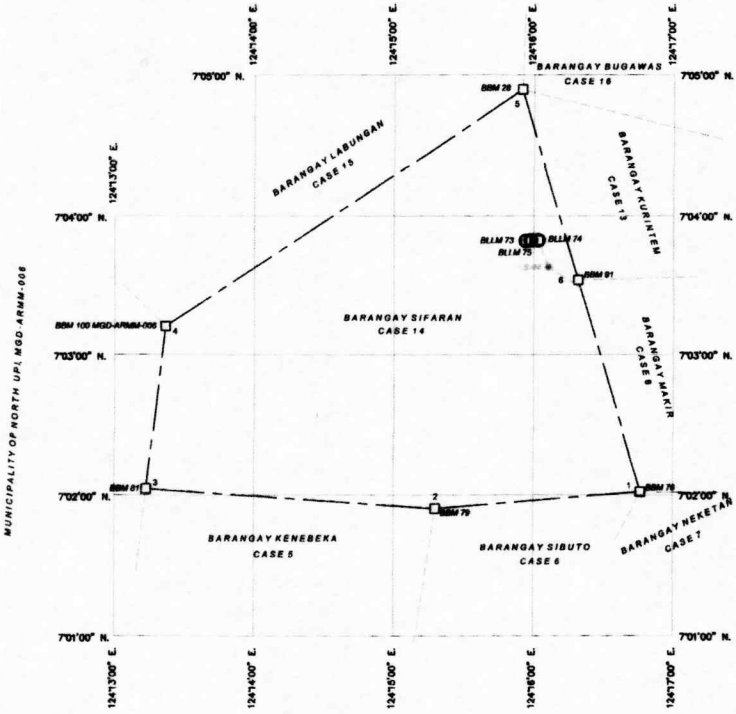 124°14'00" E.
124°15'00" E.
124°16'00" E.
124°17'00" E.
7°05'00" N.
BARANGAY BUGAWAS
CASE 16
7°05'00" N.
BBM 28
5
BARANGAY LABUNGAN
CASE 15
124°13'00" E.
BARANGAY KURINTEM
CASE 13
7°04'00" N.
7°04'00" N.
BLLM 73
BLLM 74
BLLM 75
6
BBM 91
BBM 100 MGD-ARMM-006
4
BARANGAY SIFARAN
CASE 14
MUNICIPALITY OF NORTH UPI, MGD-ARMM-006
7°03'00" N.
7°03'00" N.
BARANGAY MAKIR
CASE 8
BBM 81
3
7°02'00" N.
2
BBM 79
1
BBM 78
7°02'00" N.
BARANGAY KENEBEKA
CASE 5
BARANGAY SIBUTO
CASE 6
BARANGAY NEKETAN
CASE 7
7°01'00" N.
7°01'00" N.
124°13'00" E.
124°14'00" E.
124°15'00" E.
124°16'00" E.
124°17'00" E.